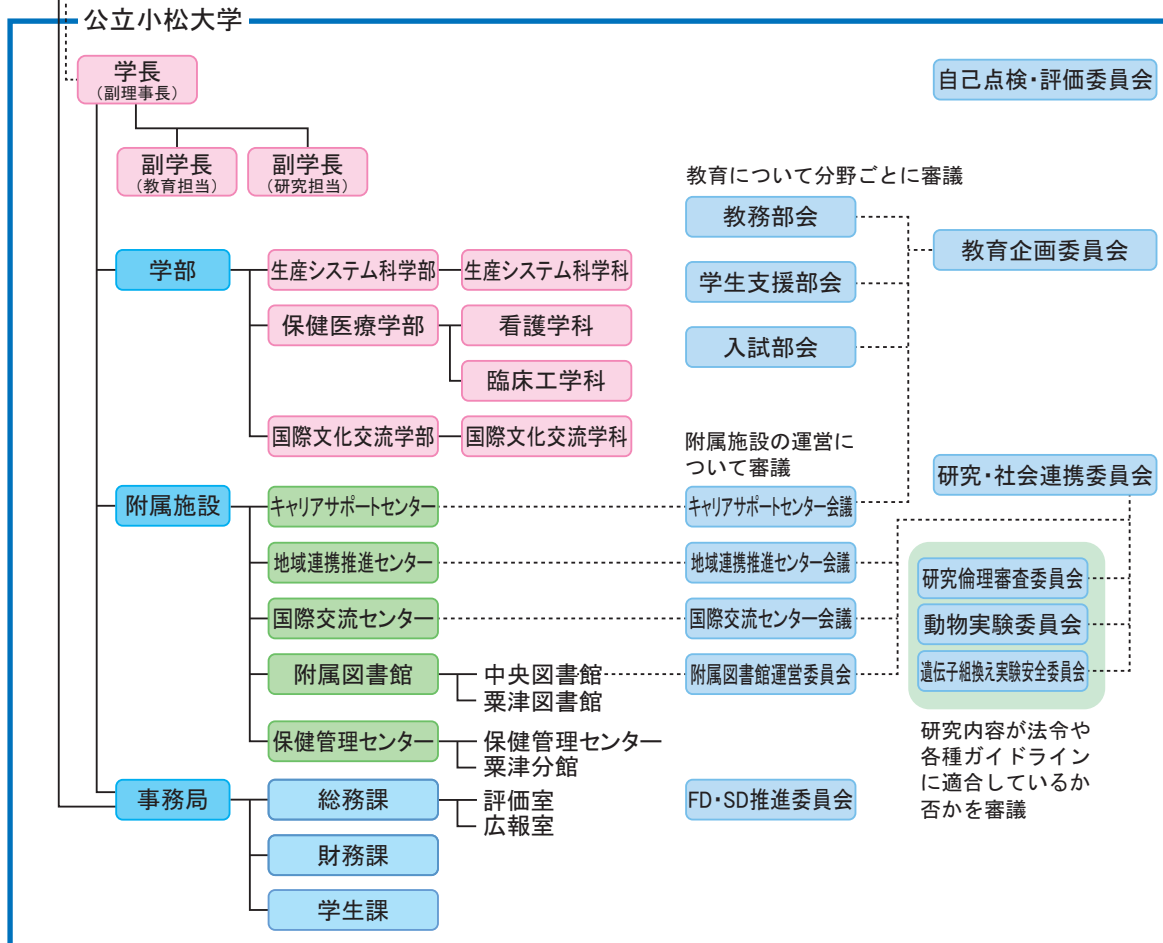 公立小松大学
学長
（副理事長）
副学長
（教育担当）
副学長
（研究担当）
学部
生産システム科学部
生産システム科学科
保健医療学部
看護学科
臨床工学科
国際文化交流学部
国際文化交流学科
附属施設
キャリアサポートセンター
地域連携推進センター
国際交流センター
附属図書館
中央図書館
粟津図書館
保健管理センター
保健管理センター
粟津分館
事務局
総務課
評価室
広報室
財務課
学生課
教育について分野ごとに審議
教務部会
学生支援部会
入試部会
附属施設の運営に
ついて審議
キャリアサポートセンター会議
地域連携推進センター会議
国際交流センター会議
附属図書館運営委員会
FD・SD推進委員会
自己点検・評価委員会
教育企画委員会
研究・社会連携委員会
研究倫理審査委員会
動物実験委員会
遺伝子組換え実験安全委員会
研究内容が法令や
各種ガイドライン
に適合しているか
否かを審議